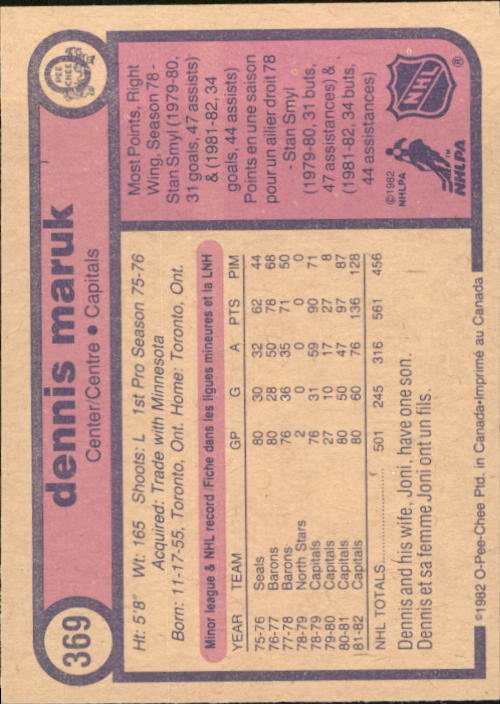 369
dennis maruk
Center/Centre • Capitals
O
PEE
CHEE
Ht: 5'8" Wt: 165 Shoots: L 1st Pro Season 75-76
Acquired: Trade with Minnesota
Born: 11-17-55, Toronto, Ont. Home: Toronto, Ont.
Minor league & NHL record/Fiche dans les ligues mineures et la LNH
YEAR TEAM GP G A PTS PIM
75-76 Seals 80 30 32 62 44
76-77 Barons 80 28 50 78 68
77-78 Barons 76 36 35 71 50
78-79 North Stars 2 0 0 0 0
78-79 Capitals 76 31 59 90 71
79-80 Capitals 27 10 17 27 8
80-81 Capitals 80 50 47 97 87
81-82 Capitals 80 60 76 136 128
NHL TOTALS.................. 501 245 316 561 456
Dennis and his wife, Joni, have one son.
Dennis et sa femme Joni ont un fils.
Most Points, Right
Wing, Season 78 -
Stan Smyl (1979-80,
31 goals, 47 assists)
& (1981-82, 34
goals, 44 assists)
Points en une saison
pour un ailier droit 78
- Stan Smyl
(1979-80, 31 buts,
47 assistances) &
(1981-82, 34 buts,
44 assistances)
©1982
NHLPA
NHLPA
TM
NHL
®
©1982 O-Pee-Chee Ptd. in Canada•Imprimé au Canada